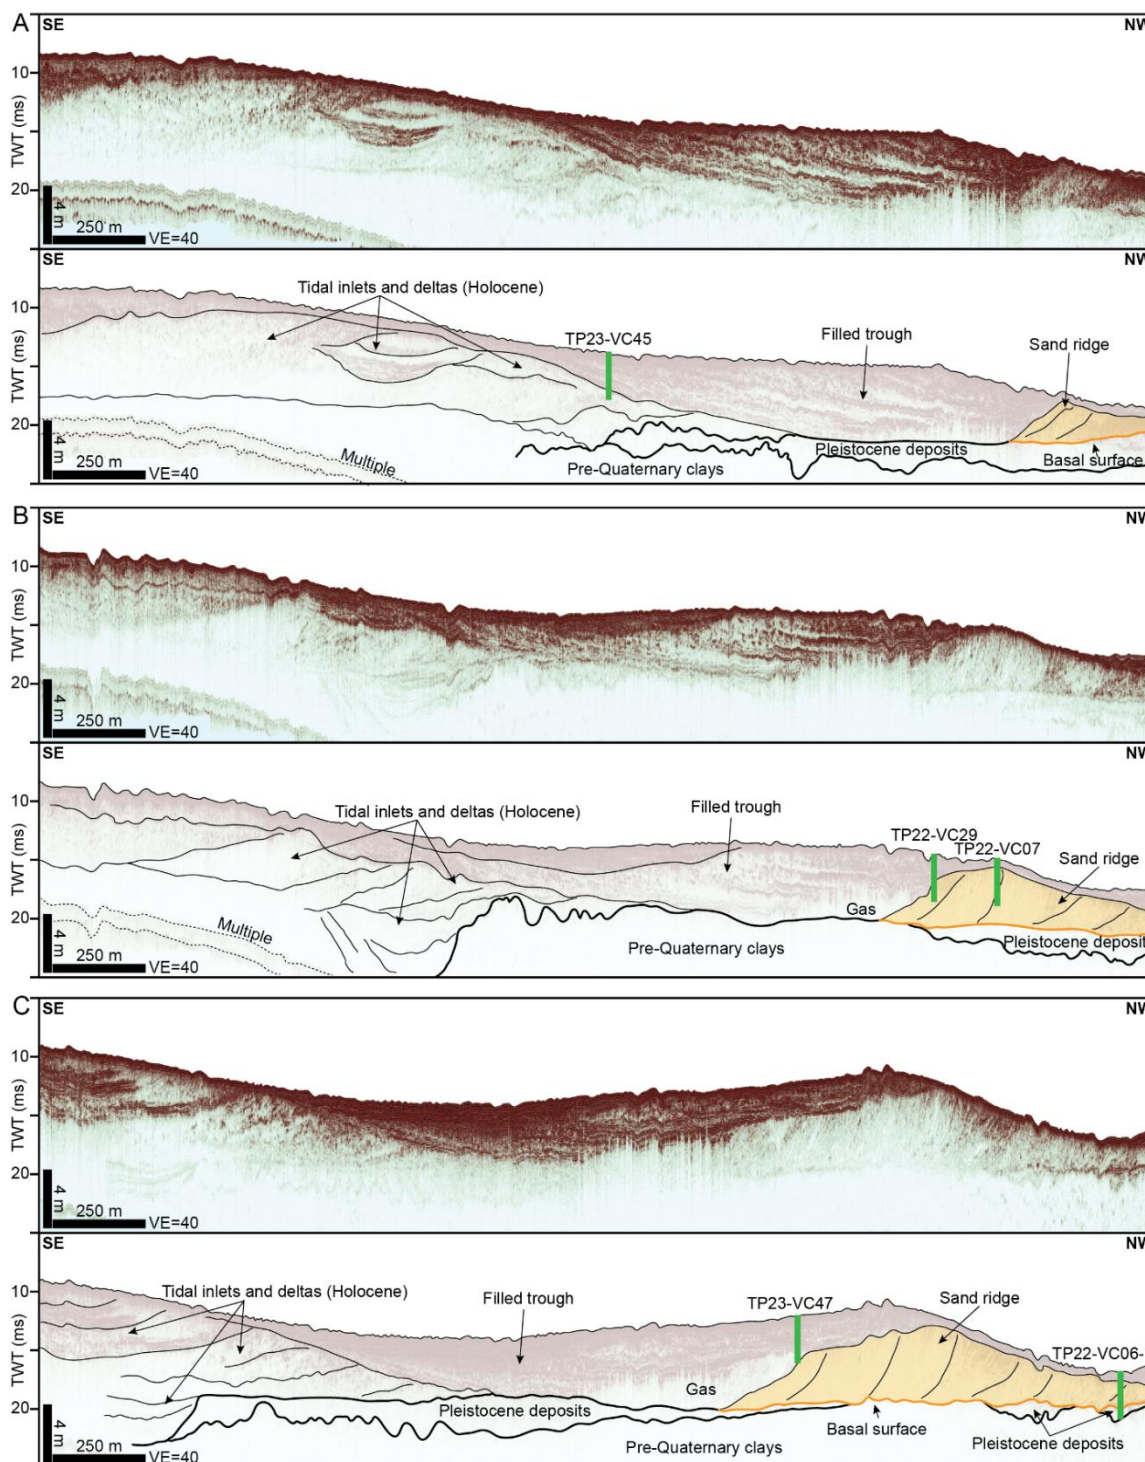 A
SE
NW
10
TWT (ms)
20
4 m
250 m
VE=40
SE
NW
Tidal inlets and deltas (Holocene)
10
TP23-VC45
Filled trough
Sand ridge
TWT (ms)
20
Multiple
Pleistocene deposits
Pre-Quaternary clays
Basal surface
4 m
250 m
VE=40
B
SE
NW
10
TWT (ms)
20
4 m
250 m
VE=40
SE
NW
10
Tidal inlets and deltas (Holocene)
Filled trough
TP22-VC29
TP22-VC07
Sand ridge
TWT (ms)
Gas
20
Multiple
Pre-Quaternary clays
Pleistocene deposit
4 m
250 m
VE=40
C
SE
NW
10
TWT (ms)
20
4 m
250 m
VE=40
SE
NW
10
Tidal inlets and deltas (Holocene)
Filled trough
TP23-VC47
Sand ridge
TP22-VC06-
TWT (ms)
Gas
20
Pleistocene deposits
Basal surface
Pleistocene deposits
Pre-Quaternary clays
4 m
250 m
VE=40